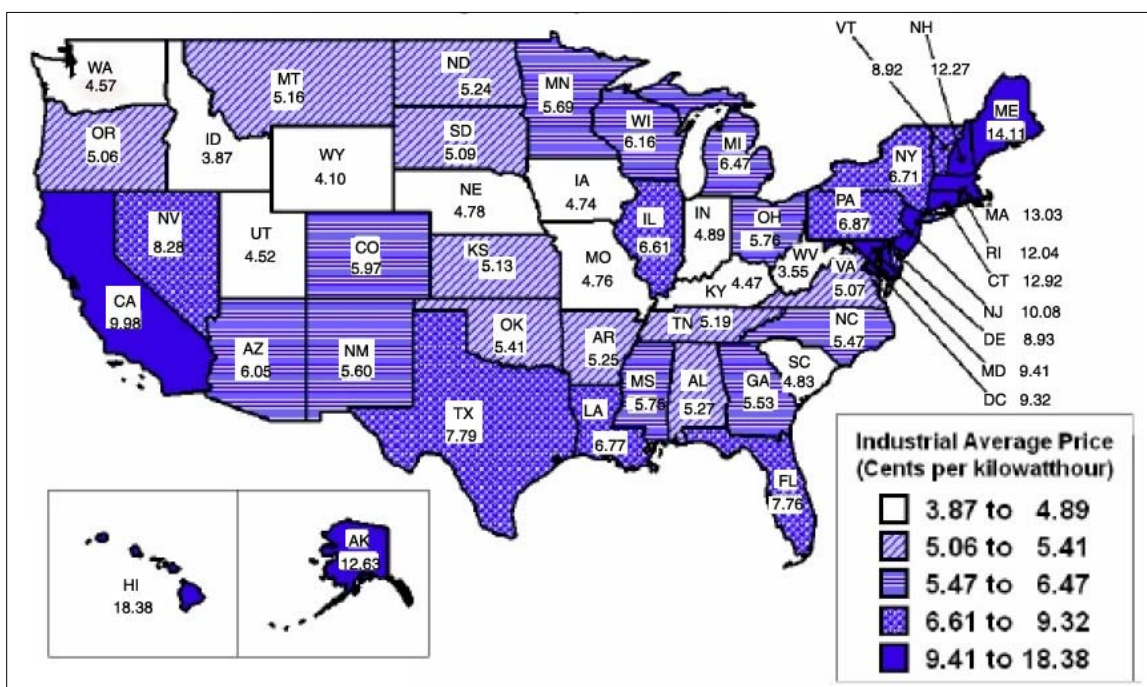 VT
NH
8.92
12.27
WA
4.57
MT
5.16
ND
5.24
MN
5.69
ME
14.11
OR
5.06
ID
3.87
SD
5.09
WI
6.16
MI
6.47
NY
6.71
WY
4.10
IA
4.74
NE
4.78
PA
6.87
NV
8.28
UT
4.52
CO
5.97
KS
5.13
MO
4.76
IL
6.61
IN
4.89
OH
5.76
WV
3.55
VA
5.07
KY
4.47
MA 13.03
RI 12.04
CT 12.92
NJ 10.08
DE 8.93
MD 9.41
DC 9.32
CA
9.98
AZ
6.05
NM
5.60
OK
5.41
AR
5.25
TN 5.19
NC
5.47
SC
4.83
MS
5.75
AL
5.27
GA
5.53
TX
7.79
LA
6.77
FL
7.76
HI
18.38
AK
12.63
Industrial Average Price
(Cents per kilowatthour)
3.87 to 4.89
5.06 to 5.41
5.47 to 6.47
6.61 to 9.32
9.41 to 18.38